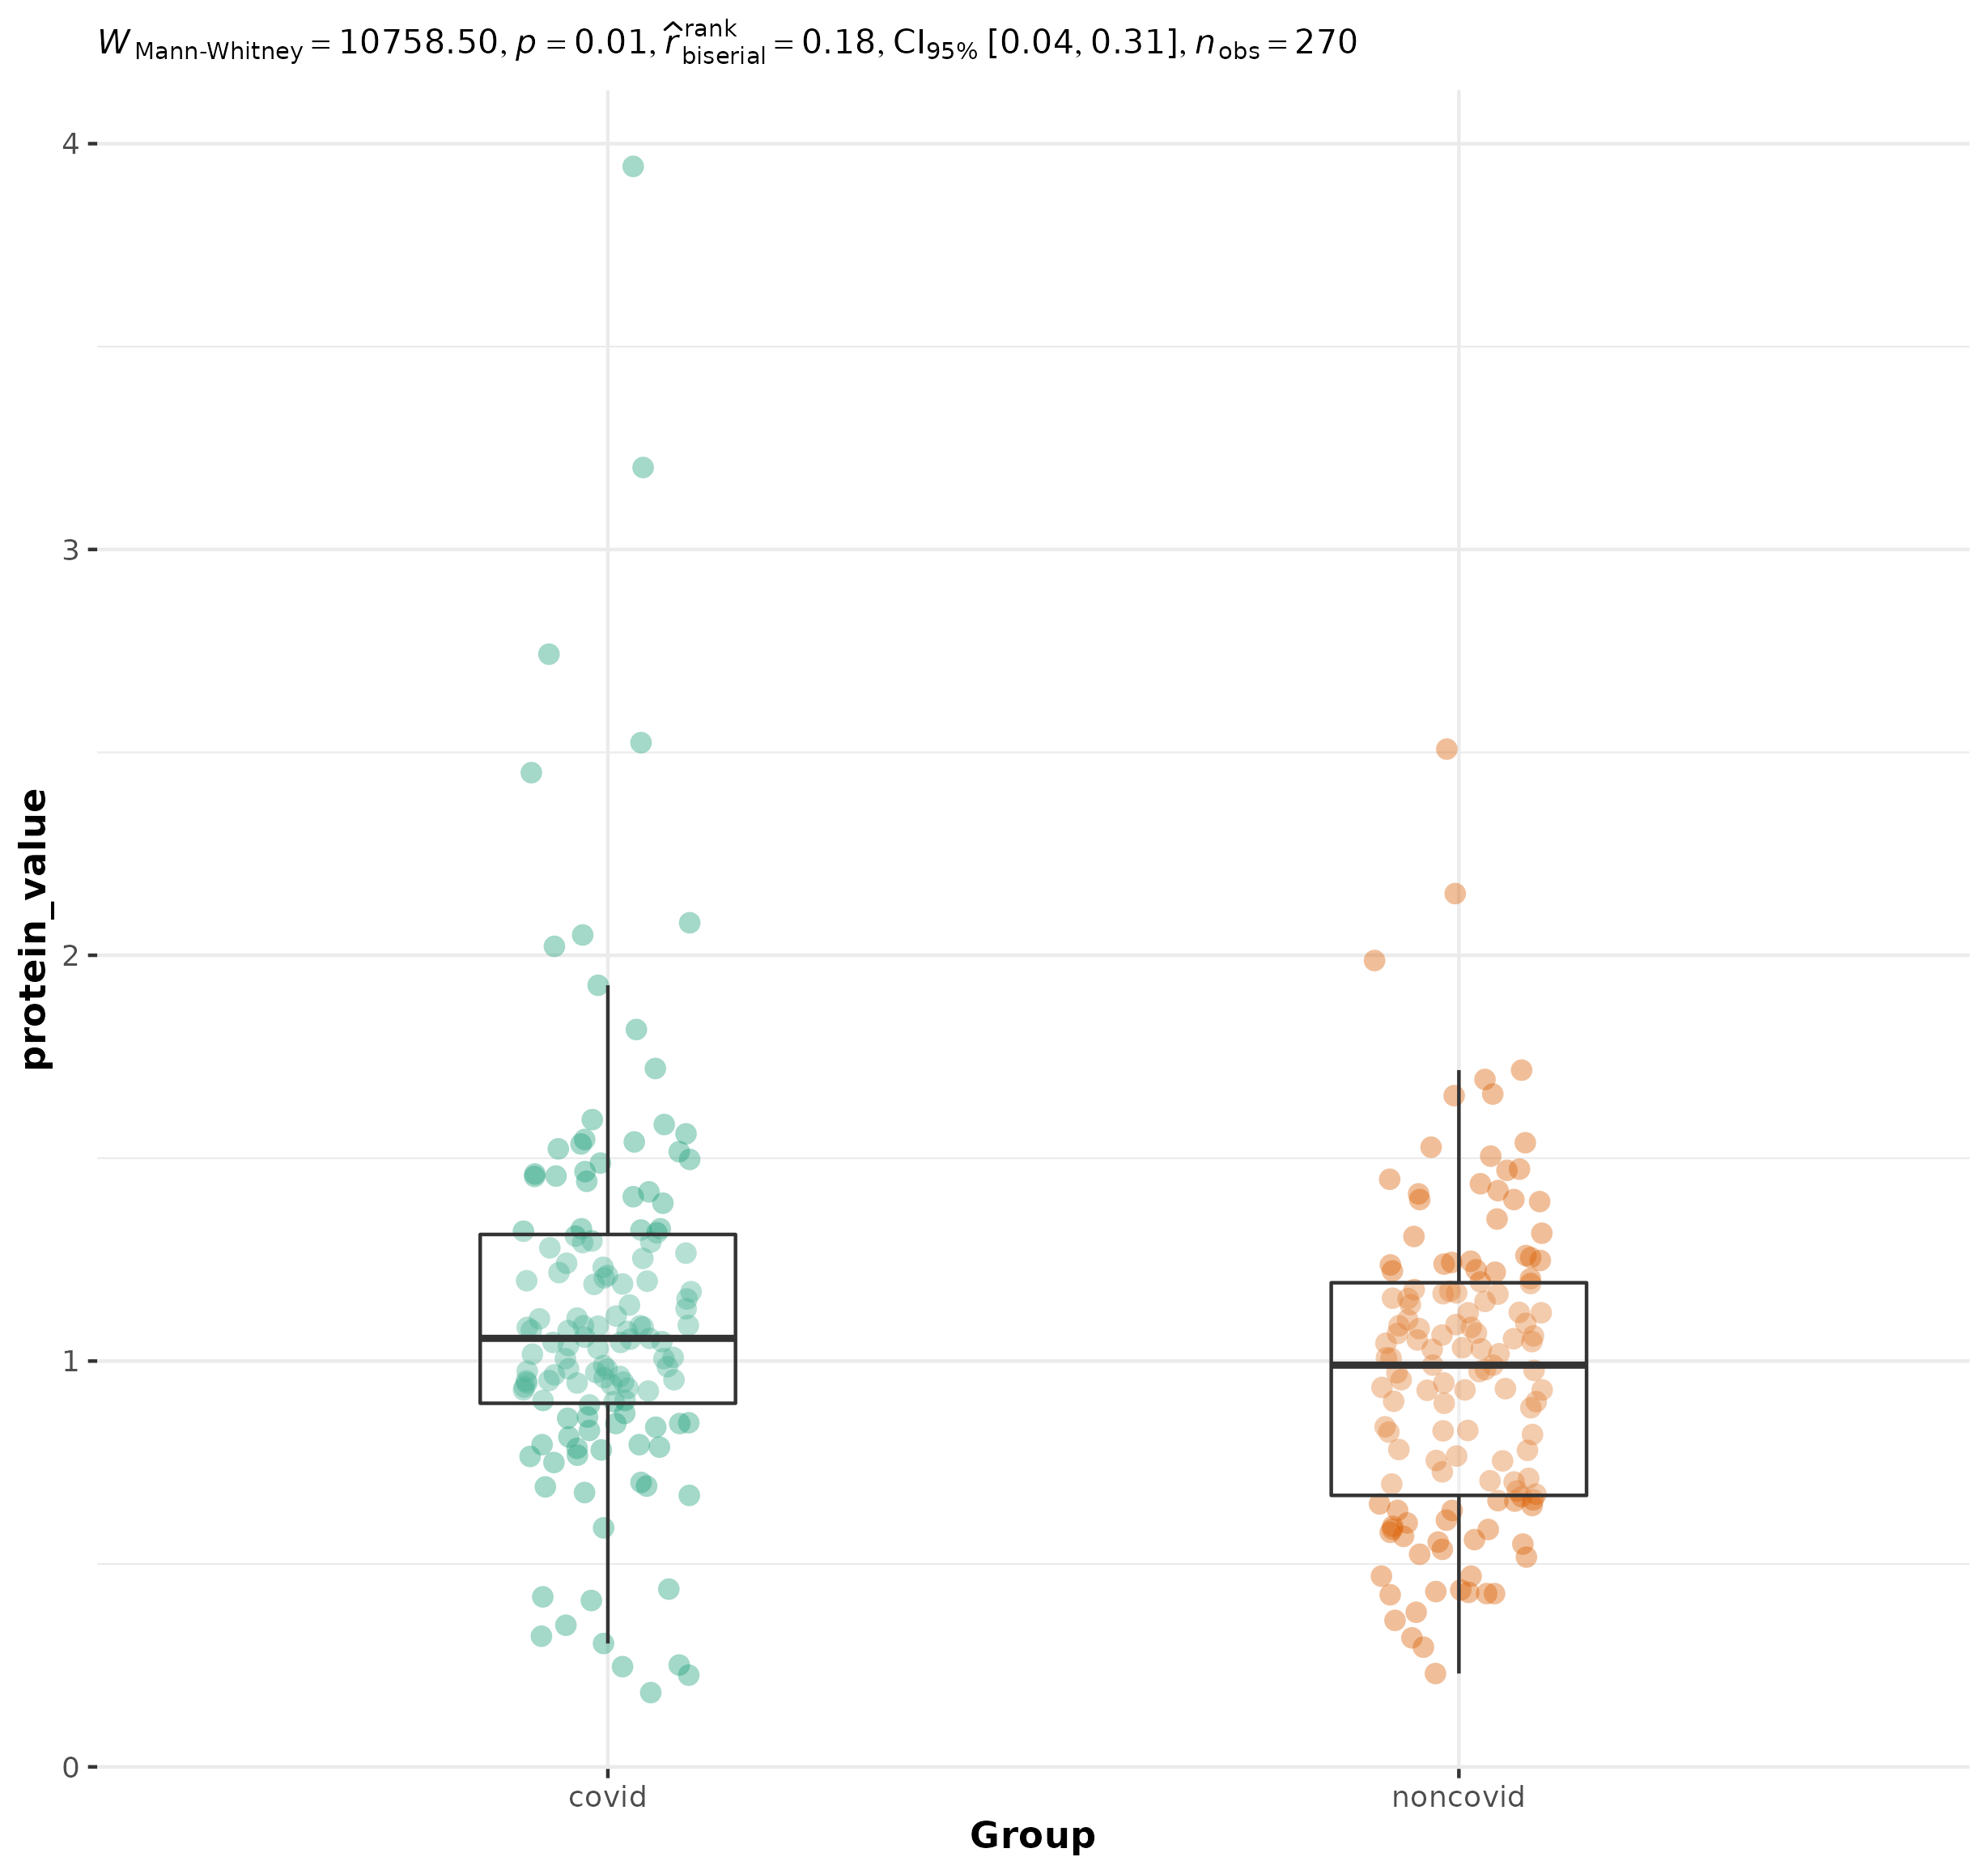 W Mann-Whitney = 10758.50, p = 0.01, r̂ rank biserial = 0.18, CI95% [0.04, 0.31], nobs = 270
4
3
2
1
0
protein_value
covid noncovid
Group